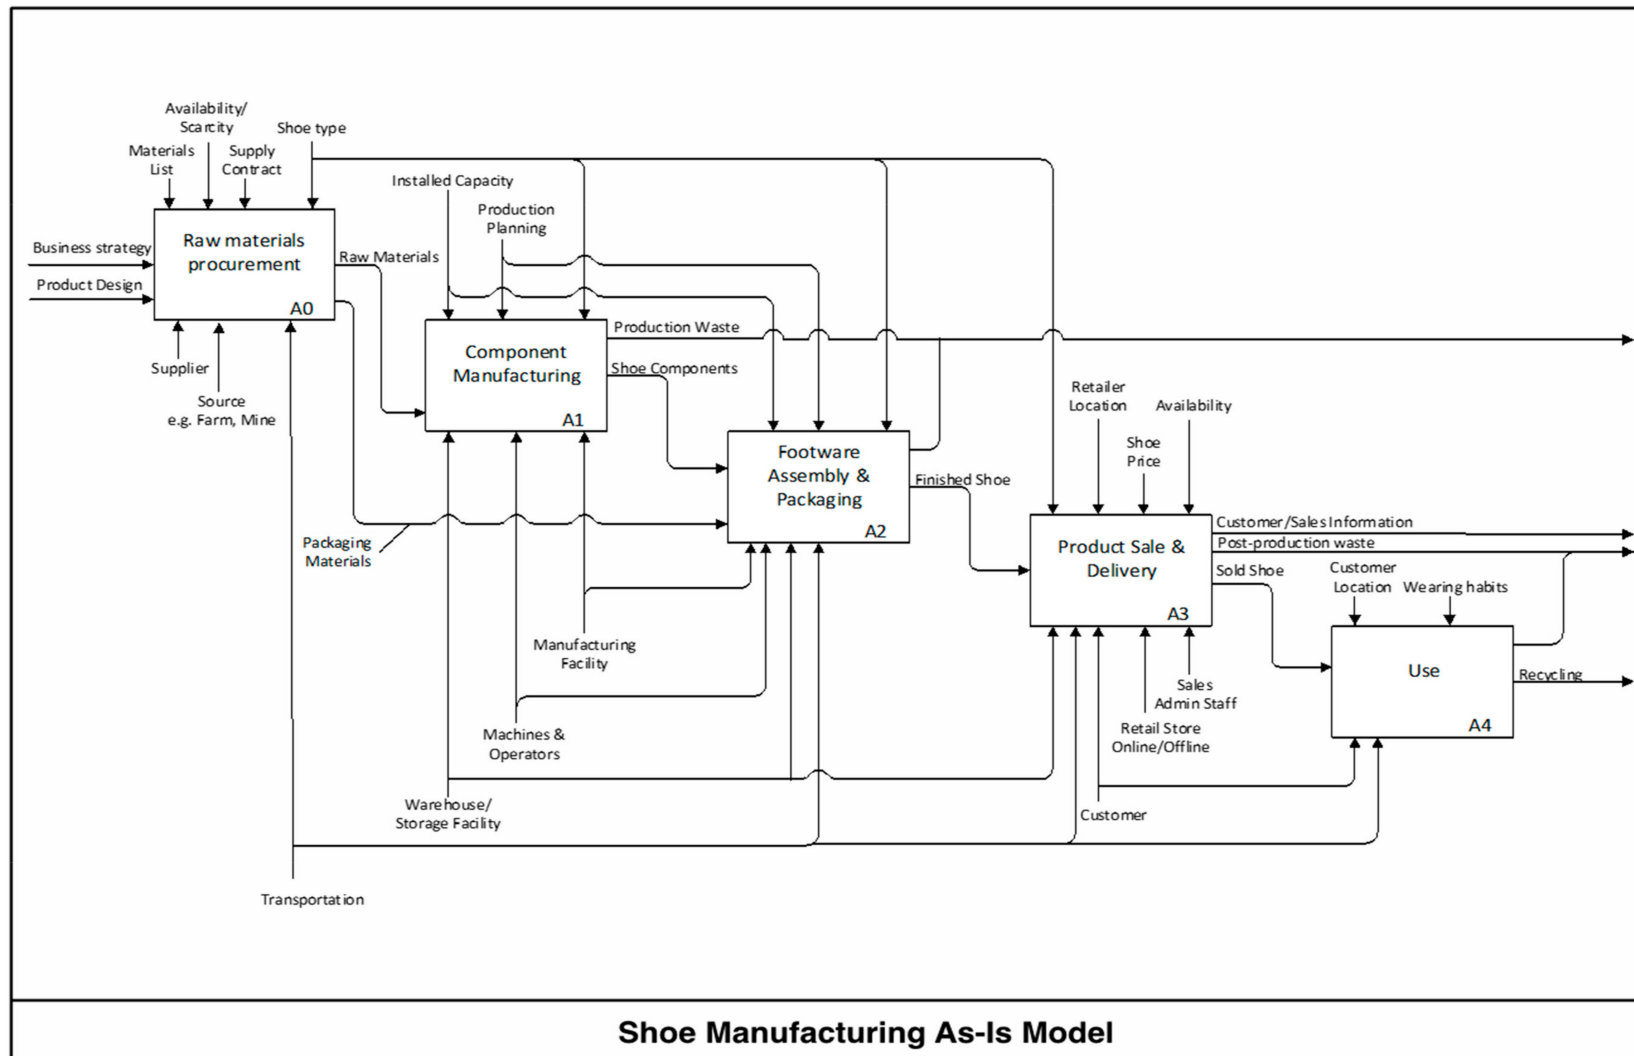 Availability/
Scarcity
Shoe type
Materials
List
Supply
Contract
Installed Capacity
Production
Planning
Business strategy
Raw materials
procurement
Raw Materials
Product Design
A0
Production Waste
Component
Manufacturing
Shoe Components
Supplier
Source
e.g. Farm, Mine
A1
Retailer
Location
Availability
Shoe
Price
Footware
Assembly &
Packaging
Finished Shoe
A2
Packaging
Materials
Customer/Sales Information
Product Sale &
Delivery
Post-production waste
Sold Shoe
Customer
Location
Wearing habits
A3
Manufacturing
Facility
Use
Recycling
Sales
Admin Staff
A4
Machines &
Operators
Retail Store
Online/Offline
Warehouse/
Storage Facility
Customer
Transportation
Shoe Manufacturing As-Is Model